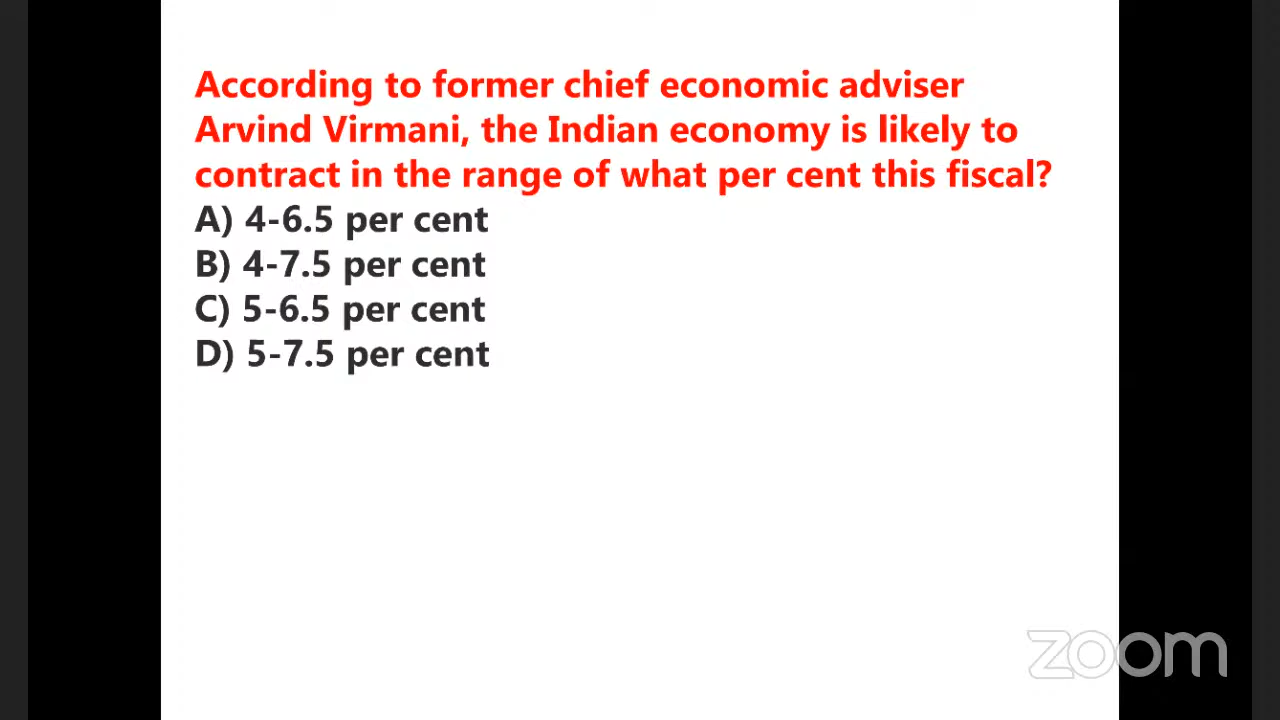 According to former chief economic adviser
Arvind Virmani, the Indian economy is likely to
contract in the range of what per cent this fiscal?
A) 4-6.5 per cent
B) 4-7.5 per cent
C) 5-6.5 per cent
D) 5-7.5 per cent
zoom